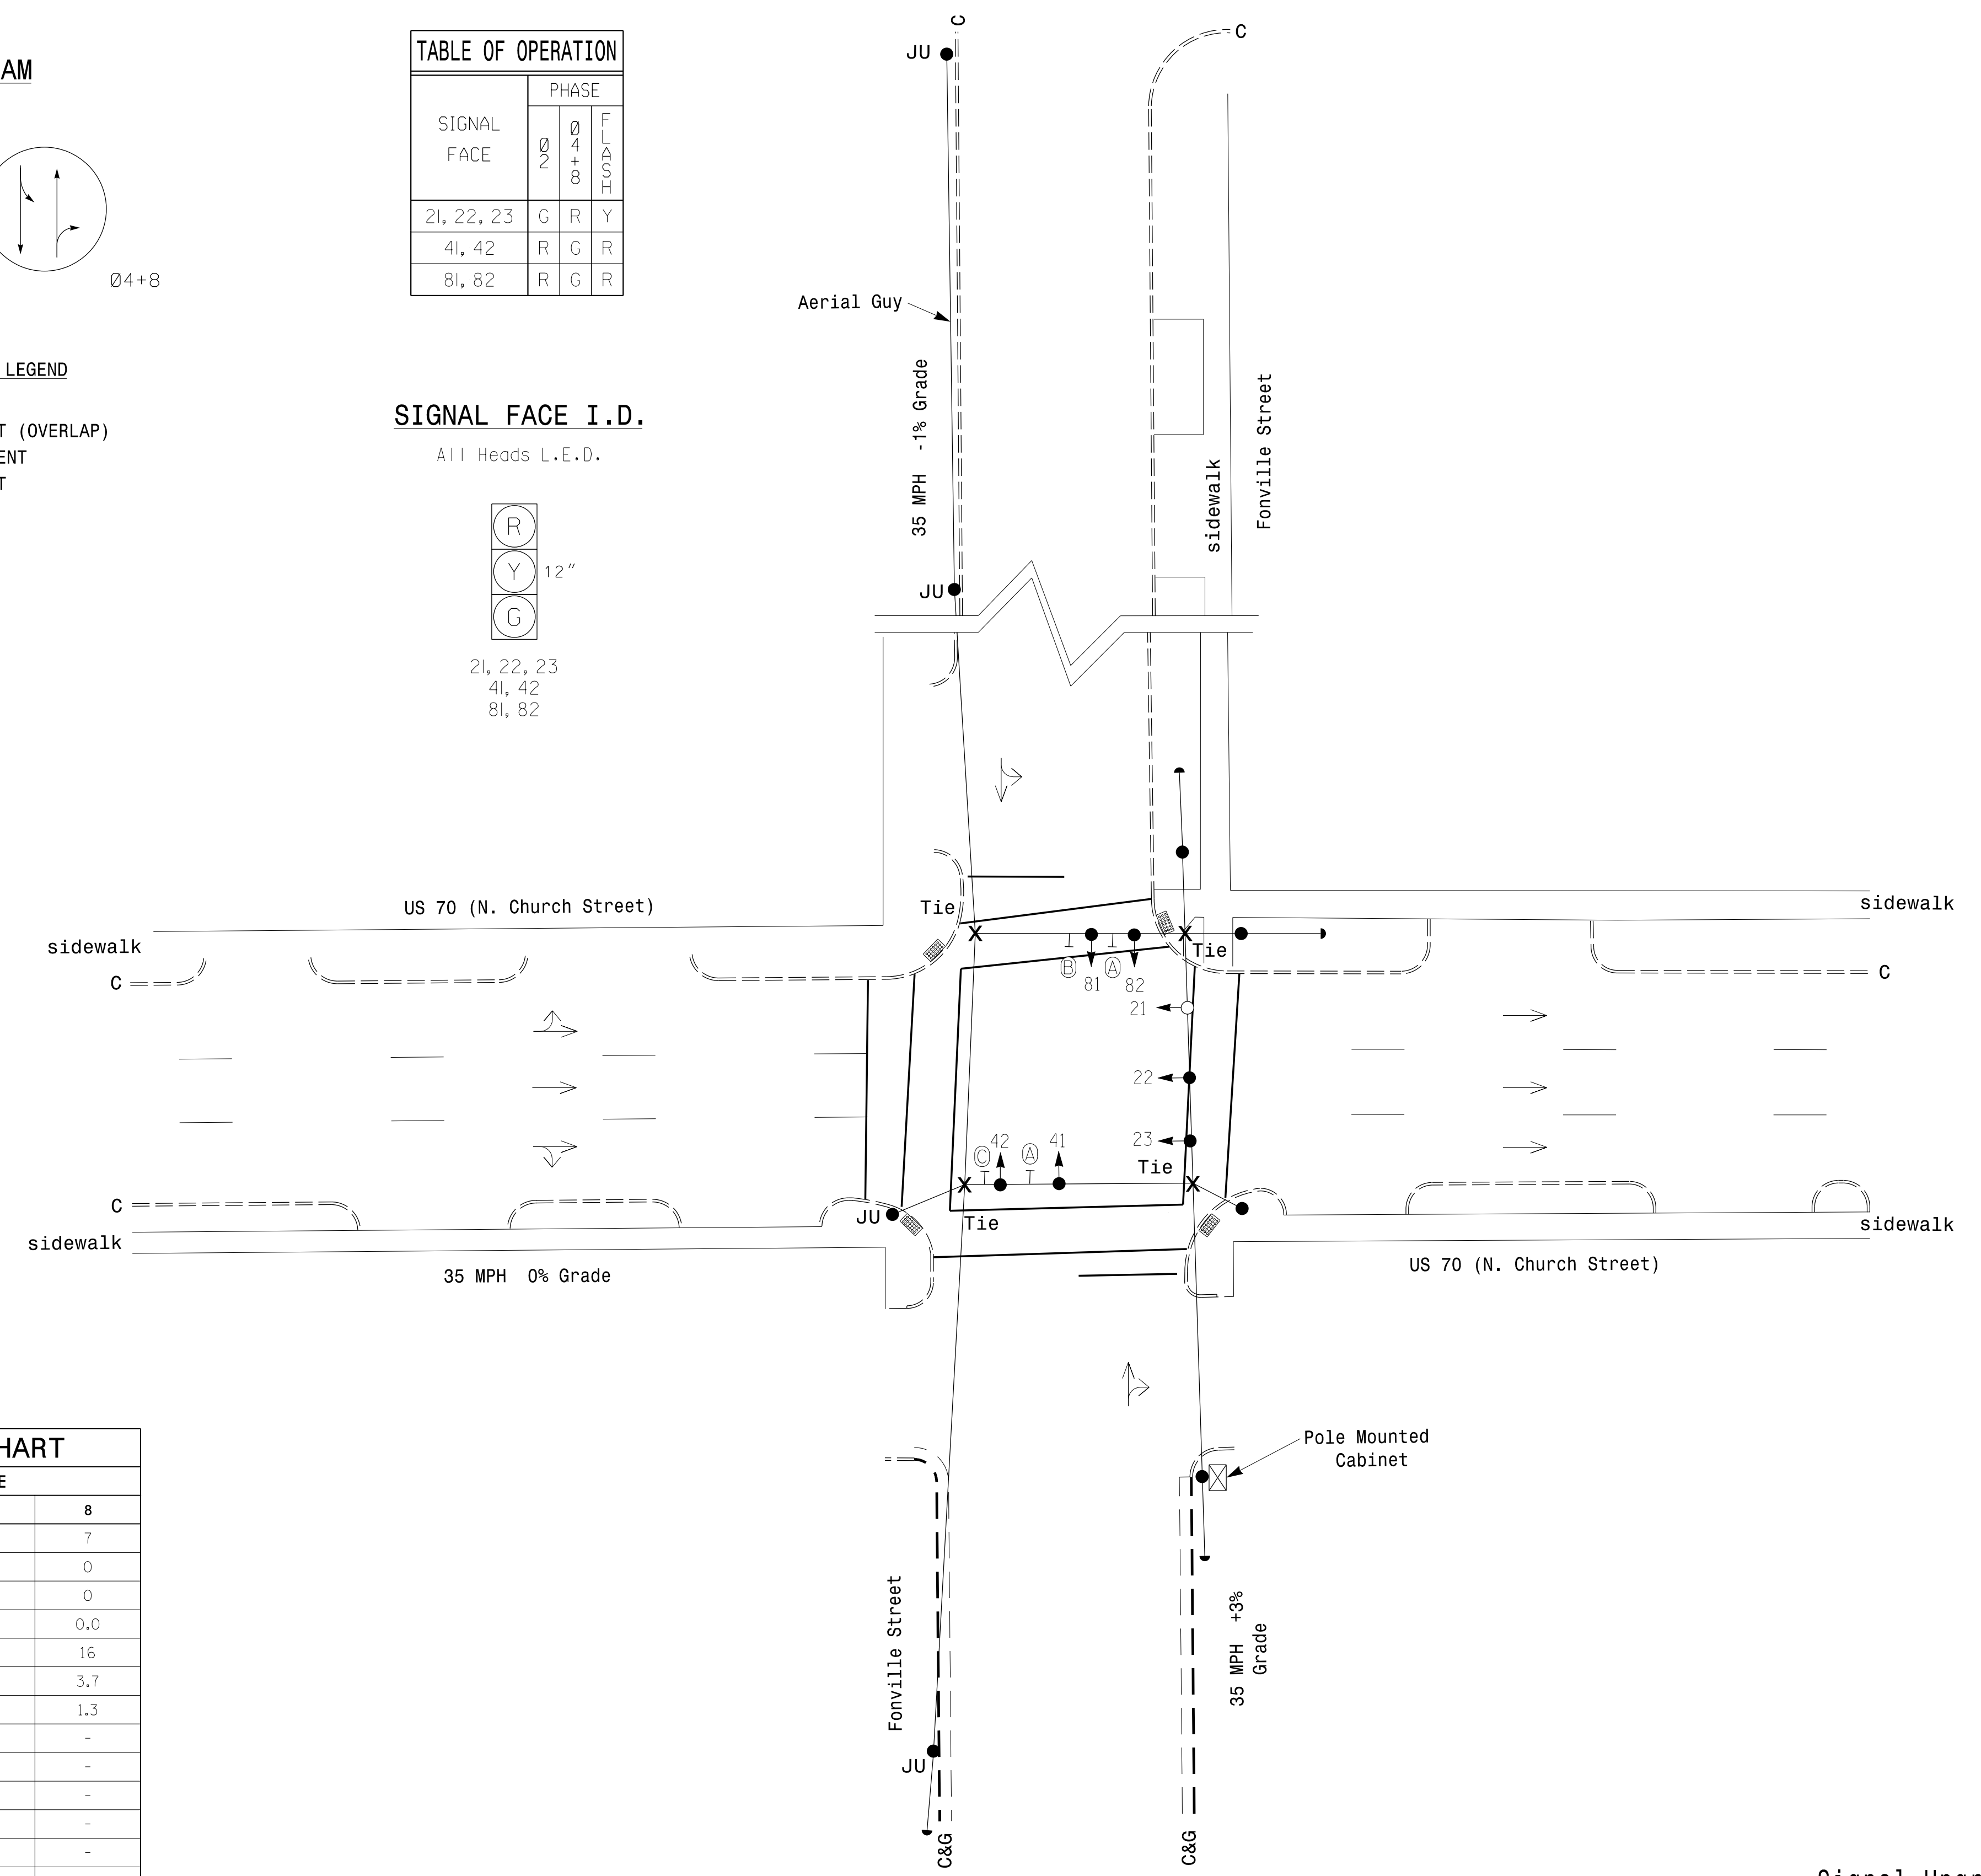 TABLE OF OPERATION
SIGNAL FACE
PHASE
Ø2
Ø4+8
FLASH
21, 22, 23 G R Y
41, 42 R G R
81, 82 R G R
Ø4+8
LEGEND
(OVERLAP)
SIGNAL FACE I.D.
All Heads L.E.D.
R
Y
G
12"
21, 22, 23
41, 42
81, 82
C
JU
C
Aerial Guy
35 MPH -1% Grade
sidewalk
Fonville Street
JU
US 70 (N. Church Street)
Tie
sidewalk
sidewalk
Tie
C
B
A
C
81
82
21
22
42
41
23
C
A
Tie
C
JU
Tie
sidewalk
sidewalk
35 MPH 0% Grade
US 70 (N. Church Street)
Pole Mounted
Cabinet
8
7
0
0
0.0
16
3.7
1.3
-
-
-
-
-
Fonville Street
35 MPH +3%
Grade
JU
C&G
C&G
Signal